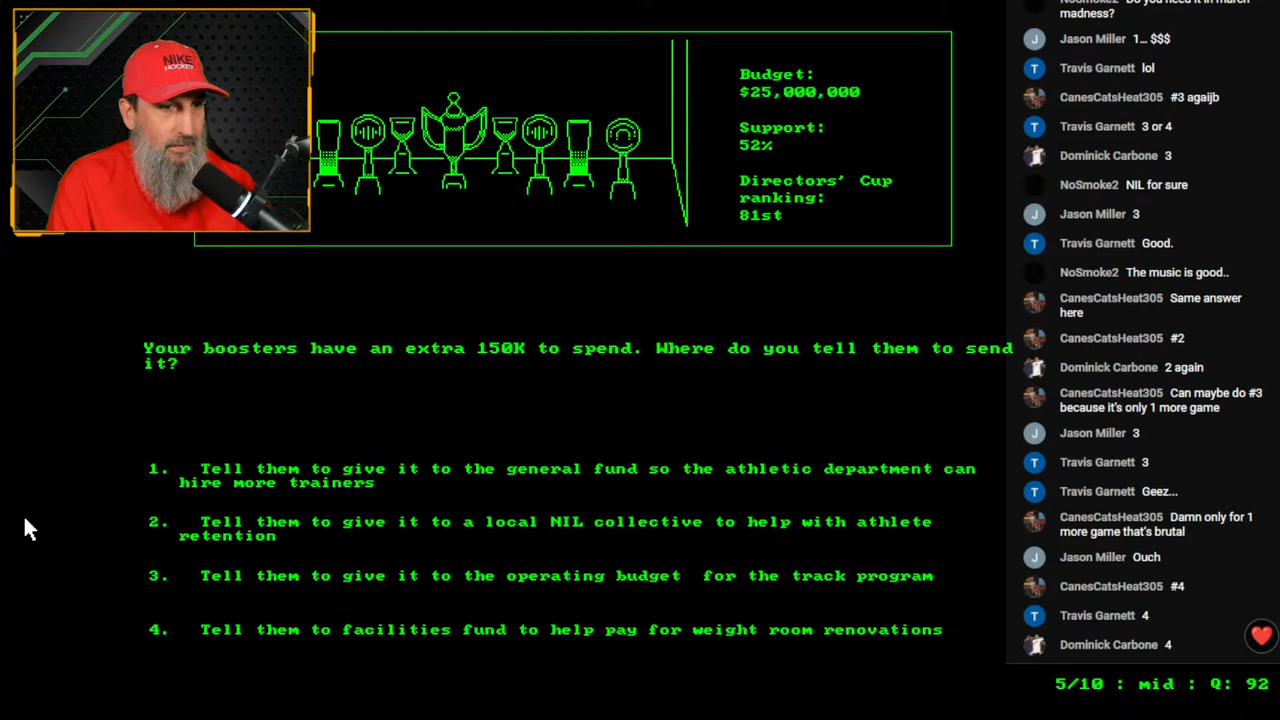 NIKE
HOCKEY
Budget:
$25,000,000
Support:
52%
Directors' Cup
ranking:
81st
Your boosters have an extra 150K to spend. Where do you tell them to send
it?
1. Tell them to give it to the general fund so the athletic department can
hire more trainers
2. Tell them to give it to a local NIL collective to help with athlete
retention
3. Tell them to give it to the operating budget for the track program
4. Tell them to facilities fund to help pay for weight room renovations
madness?
J Jason Miller 1... $$$
T Travis Garnett lol
CanesCatsHeat305 #3 agaijb
T Travis Garnett 3 or 4
Dominick Carbone 3
NoSmoke2 NIL for sure
J Jason Miller 3
T Travis Garnett Good.
NoSmoke2 The music is good..
CanesCatsHeat305 Same answer
here
CanesCatsHeat305 #2
Dominick Carbone 2 again
CanesCatsHeat305 Can maybe do #3
because it's only 1 more game
J Jason Miller 3
T Travis Garnett 3
T Travis Garnett Geez...
CanesCatsHeat305 Damn only for 1
more game that's brutal
J Jason Miller Ouch
CanesCatsHeat305 #4
T Travis Garnett 4
Dominick Carbone 4
5/10 : mid : Q: 92